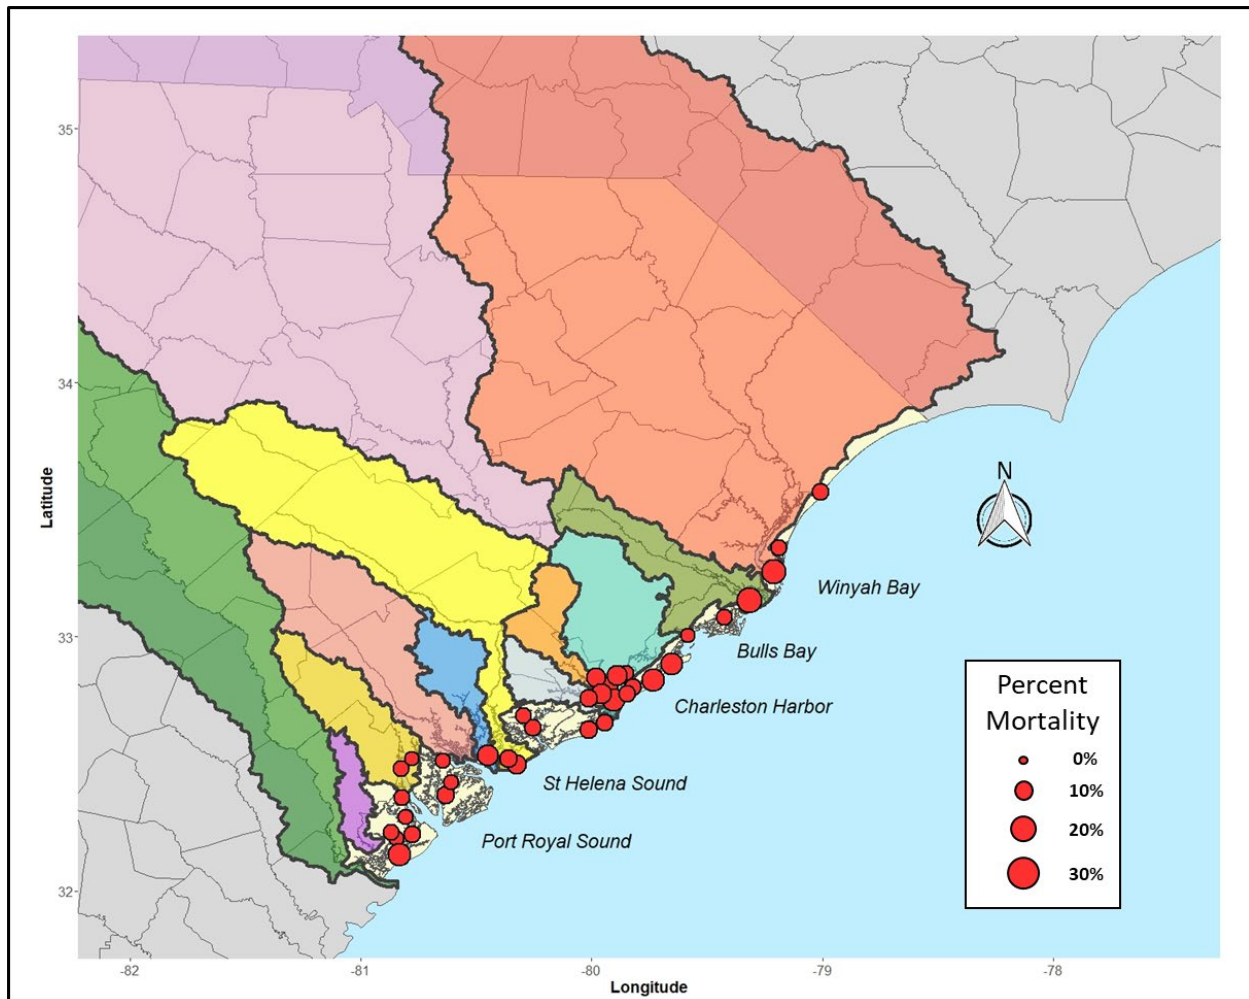 35
34
33
32
Latitude
N
Winyah Bay
Bulls Bay
Charleston Harbor
St Helena Sound
Port Royal Sound
Percent
Mortality
0%
10%
20%
30%
-82
-81
-80
-79
-78
Longitude